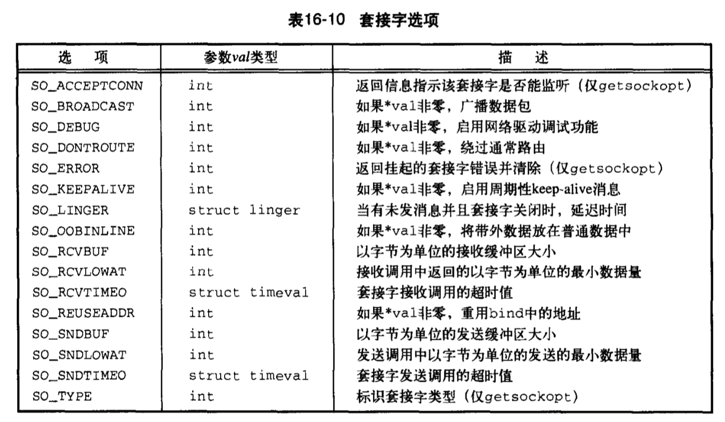 表16-10 套接字选项
选 项 参数val类型 描 述
SO_ACCEPTCONN int 返回信息指示该套接字是否能监听（仅getsockopt）
SO_BROADCAST int 如果*val非零，广播数据包
SO_DEBUG int 如果*val非零，启用网络驱动调试功能
SO_DONTROUTE int 如果*val非零，绕过通常路由
SO_ERROR int 返回挂起的套接字错误并清除（仅getsockopt）
SO_KEEPALIVE int 如果*val非零，启用周期性keep-alive消息
SO_LINGER struct linger 当有未发消息并且套接字关闭时，延迟时间
SO_OOBINLINE int 如果*val非零，将带外数据放在普通数据中
SO_RCVBUF int 以字节为单位的接收缓冲区大小
SO_RCVLOWAT int 接收调用中返回的以字节为单位的最小数据量
SO_RCVTIMEO struct timeval 套接字接收调用的超时值
SO_REUSEADDR int 如果*val非零，重用bind中的地址
SO_SNDBUF int 以字节为单位的发送缓冲区大小
SO_SNDLOWAT int 发送调用中以字节为单位的发送的最小数据量
SO_SNDTIMEO struct timeval 套接字发送调用的超时值
SO_TYPE int 标识套接字类型（仅getsockopt）